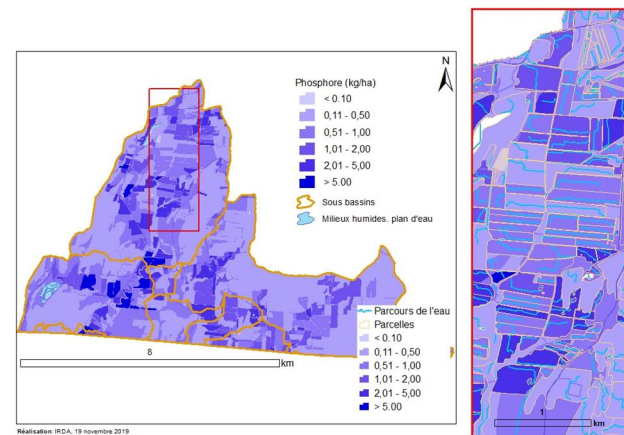 N
Phosphore (kg/ha)
< 0.10
0,11 - 0,50
0,51 - 1,00
1,01 - 2,00
2,01 - 5,00
> 5.00
Sous bassins
Milieux humides. plan d'eau
Parcours de l'eau
Parcelles
< 0.10
0,11 - 0,50
0,51 - 1,00
1,01 - 2,00
2,01 - 5,00
> 5.00
8
km
1
km
Réalisation: IRDA, 19 novembre 2019